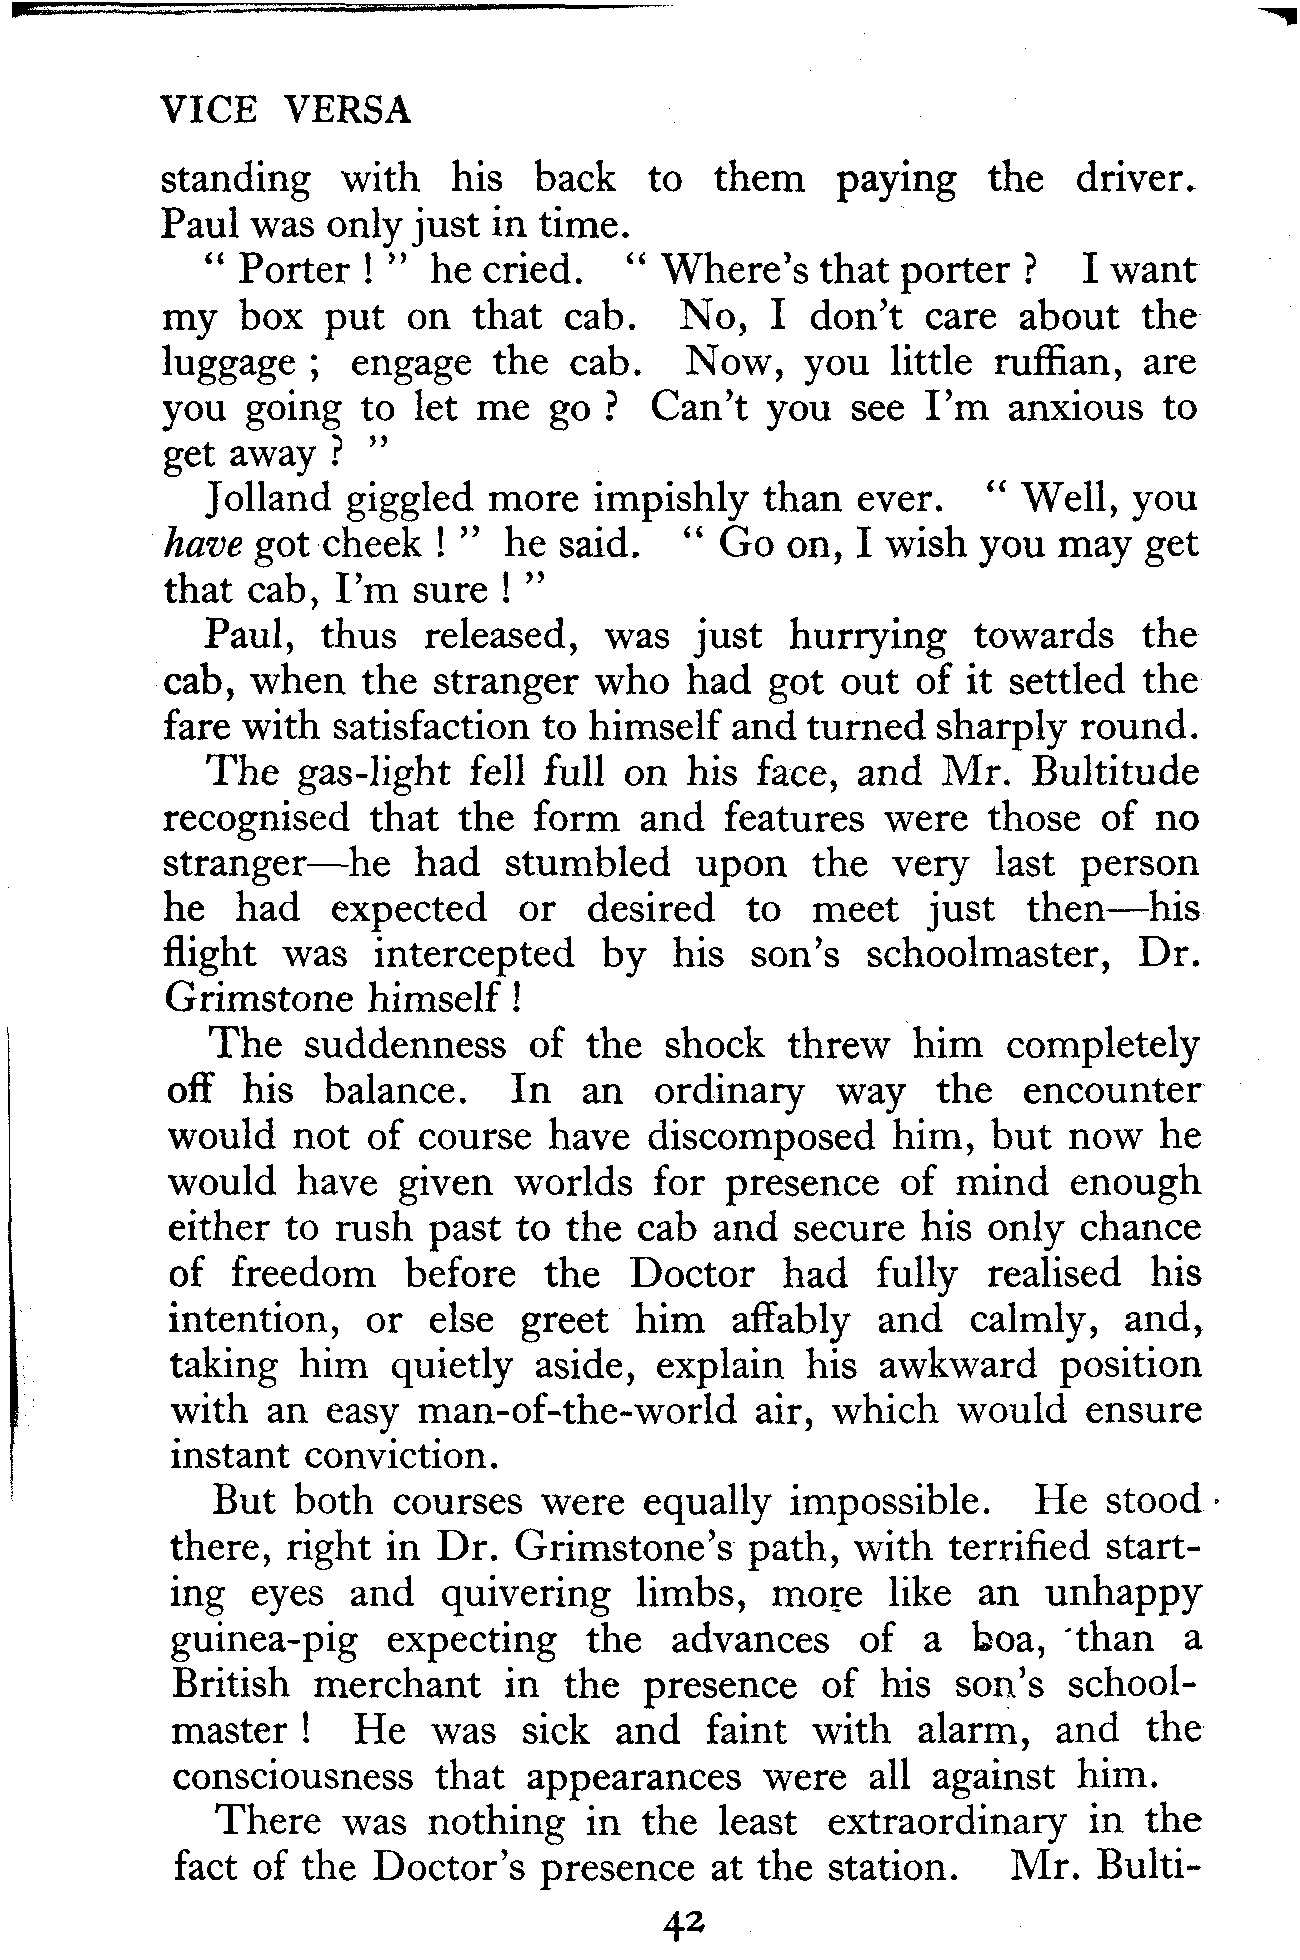 VICE VERSA
standing with his back to them paying the driver.
Paul was only just in time.
“ Porter ! ” he cried. “ Where’s that porter ? I want
my box put on that cab. No, I don’t care about the
luggage ; engage the cab. Now, you little ruffian, are
you going to let me go ? Can’t you see I’m anxious to
get away ? ”
Jolland giggled more impishly than ever. “ Well, you
have got cheek ! ” he said. “ Go on, I wish you may get
that cab, I’m sure ! ”
Paul, thus released, was just hurrying towards the
cab, when the stranger who had got out of it settled the
fare with satisfaction to himself and turned sharply round.
The gas-light fell full on his face, and Mr. Bultitude
recognised that the form and features were those of no
stranger—he had stumbled upon the very last person
he had expected or desired to meet just then—his
flight was intercepted by his son’s schoolmaster, Dr.
Grimstone himself !
The suddenness of the shock threw him completely
off his balance. In an ordinary way the encounter
would not of course have discomposed him, but now he
would have given worlds for presence of mind enough
either to rush past to the cab and secure his only chance
of freedom before the Doctor had fully realised his
intention, or else greet him affably and calmly, and,
taking him quietly aside, explain his awkward position
with an easy man-of-the-world air, which would ensure
instant conviction.
But both courses were equally impossible. He stood
there, right in Dr. Grimstone’s path, with terrified start-
ing eyes and quivering limbs, more like an unhappy
guinea-pig expecting the advances of a boa, than a
British merchant in the presence of his son’s school-
master ! He was sick and faint with alarm, and the
consciousness that appearances were all against him.
There was nothing in the least extraordinary in the
fact of the Doctor’s presence at the station. Mr. Bulti-
42